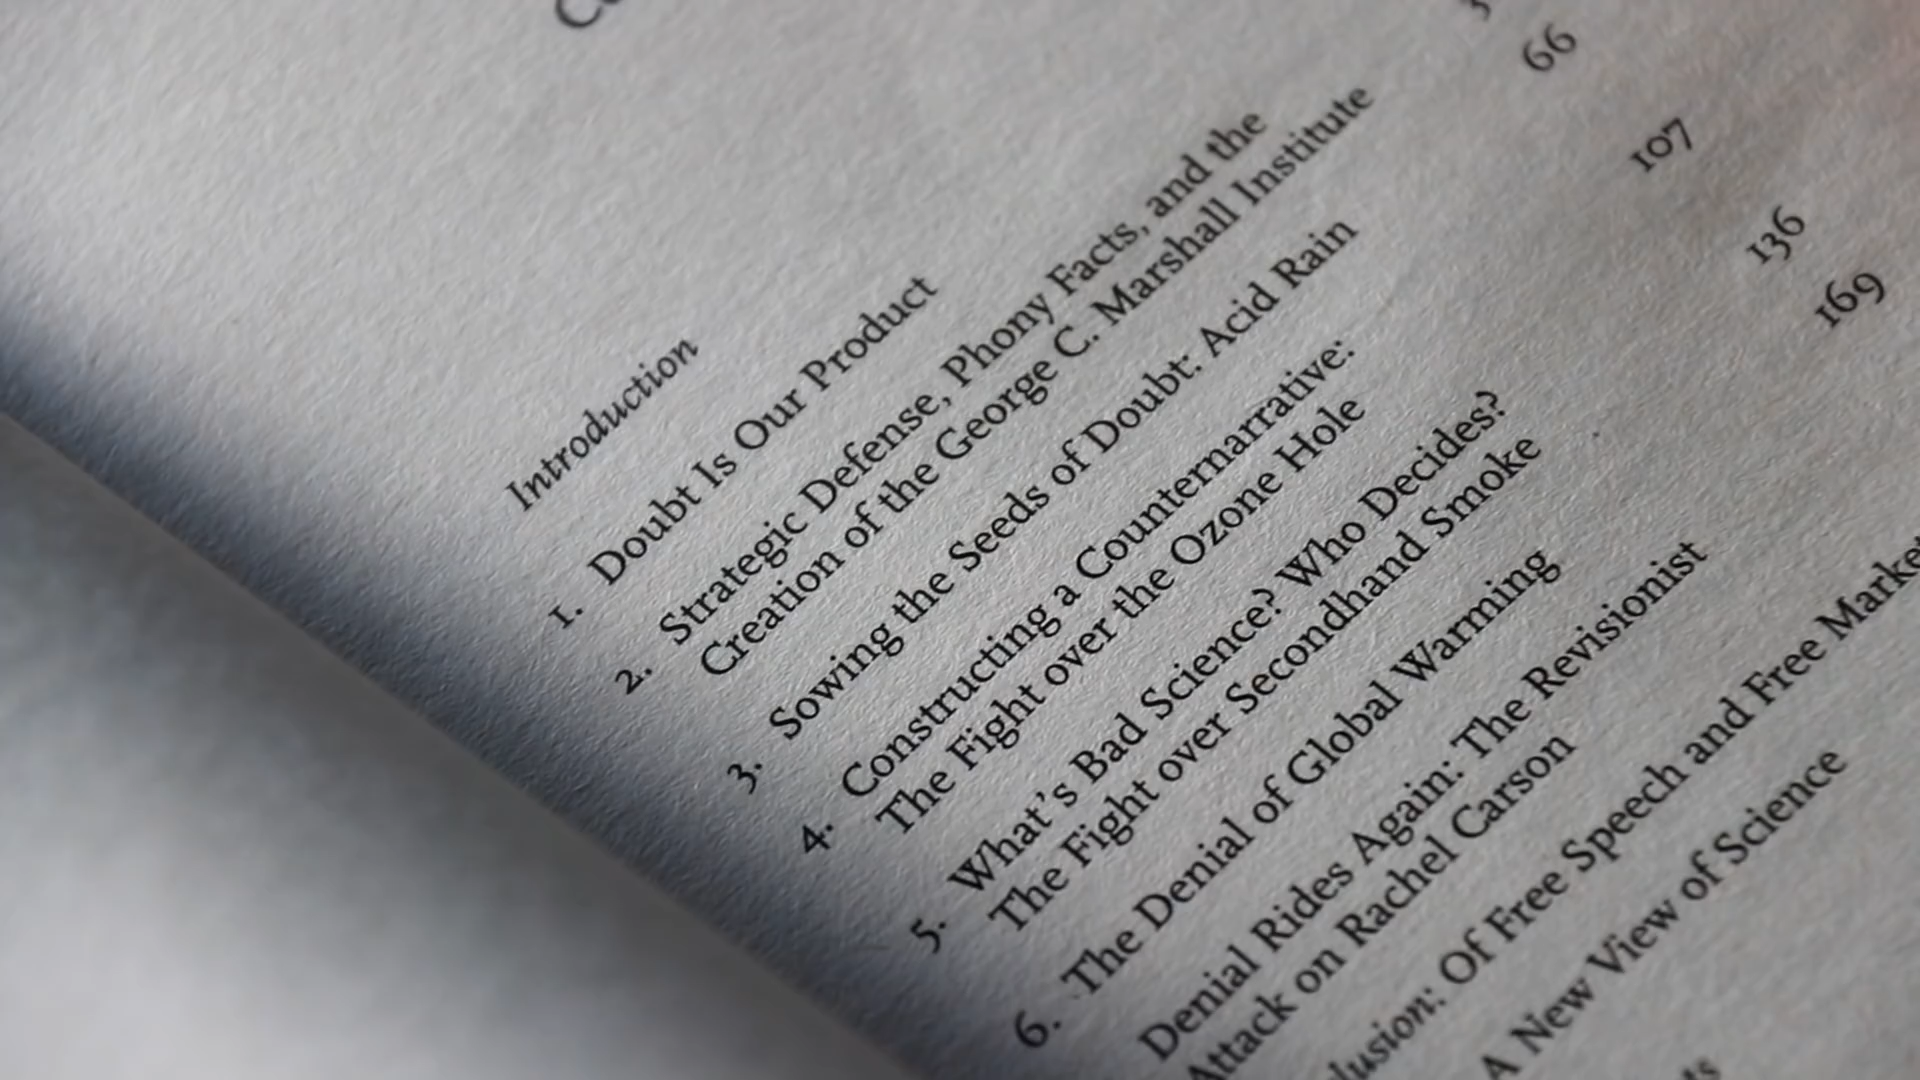 Introduction
1. Doubt Is Our Product
2. Strategic Defense, Phony Facts, and the
Creation of the George C. Marshall Institute
3. Sowing the Seeds of Doubt: Acid Rain 66
4. Constructing a Counternarrative:
The Fight over the Ozone Hole 107
5. What's Bad Science? Who Decides?
The Fight over Secondhand Smoke 136
6. The Denial of Global Warming 169
Denial Rides Again: The Revisionist
Attack on Rachel Carson
Of Free Speech and Free
A New View of Science